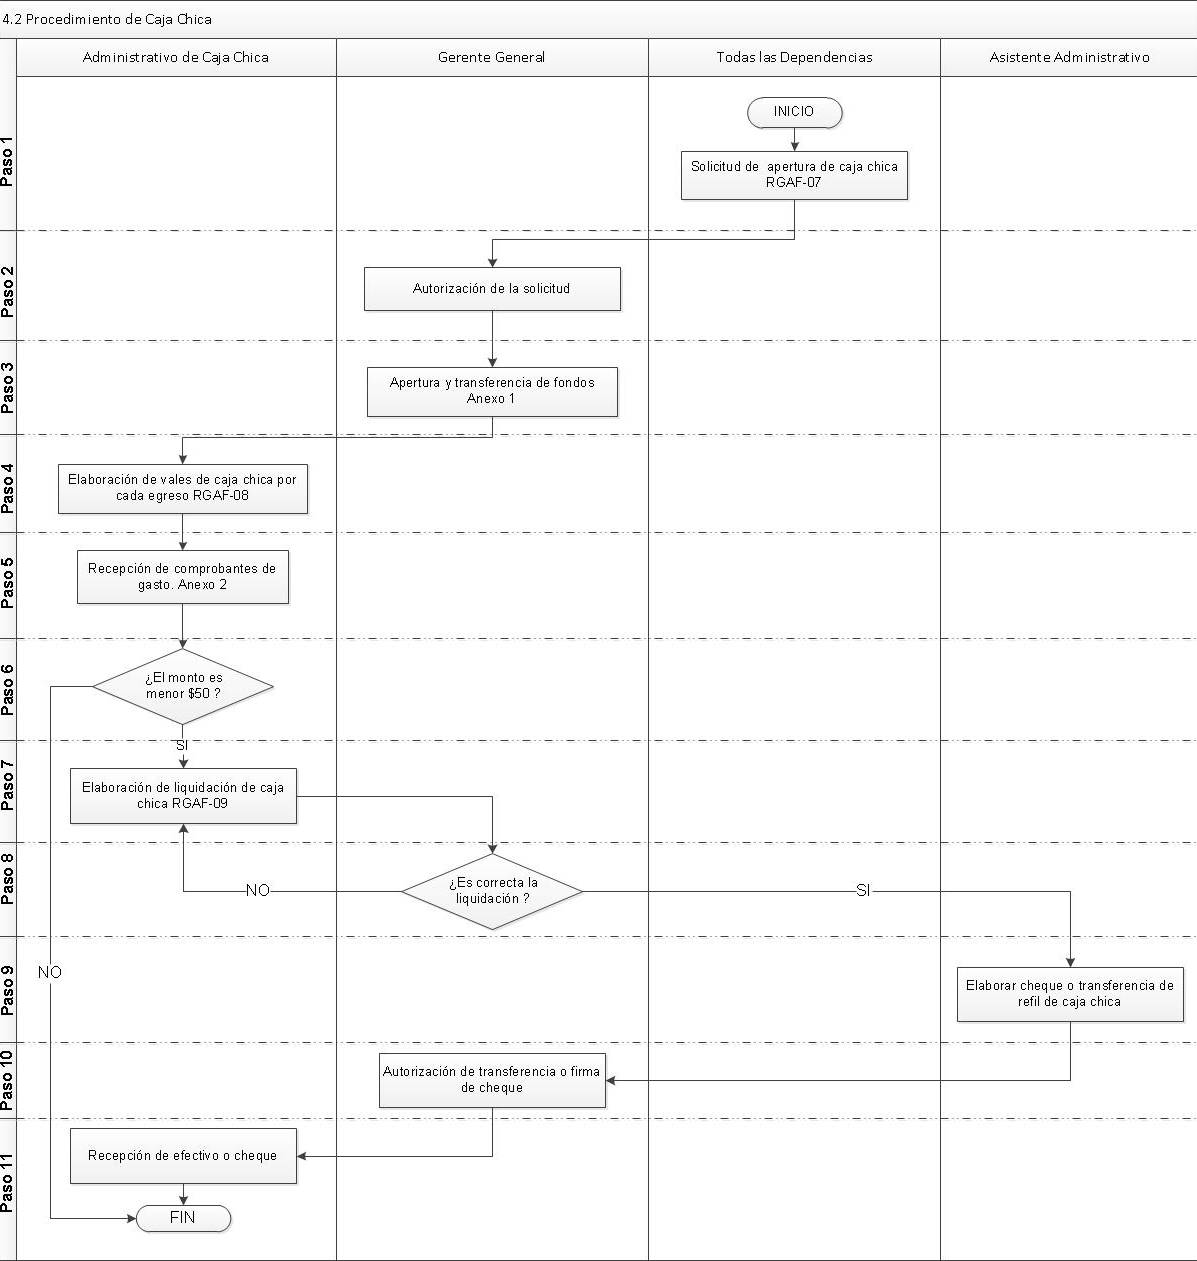 4.2 Procedimiento de Caja Chica
Administrativo de Caja Chica
Gerente General
Todas las Dependencias
Asistente Administrativo
Paso 1
INICIO
Solicitud de apertura de caja chica
RGAF-07
Paso 2
Autorización de la solicitud
Paso 3
Apertura y transferencia de fondos
Anexo 1
Paso 4
Elaboración de vales de caja chica por
cada egreso RGAF-08
Paso 5
Recepción de comprobantes de
gasto. Anexo 2
Paso 6
¿El monto es
menor $50 ?
SI
Paso 7
Elaboración de liquidación de caja
chica RGAF-09
Paso 8
NO
¿Es correcta la
liquidación ?
SI
Paso 9
NO
Elaborar cheque o transferencia de
refil de caja chica
Paso 10
Autorización de transferencia o firma
de cheque
Paso 11
Recepción de efectivo o cheque
FIN